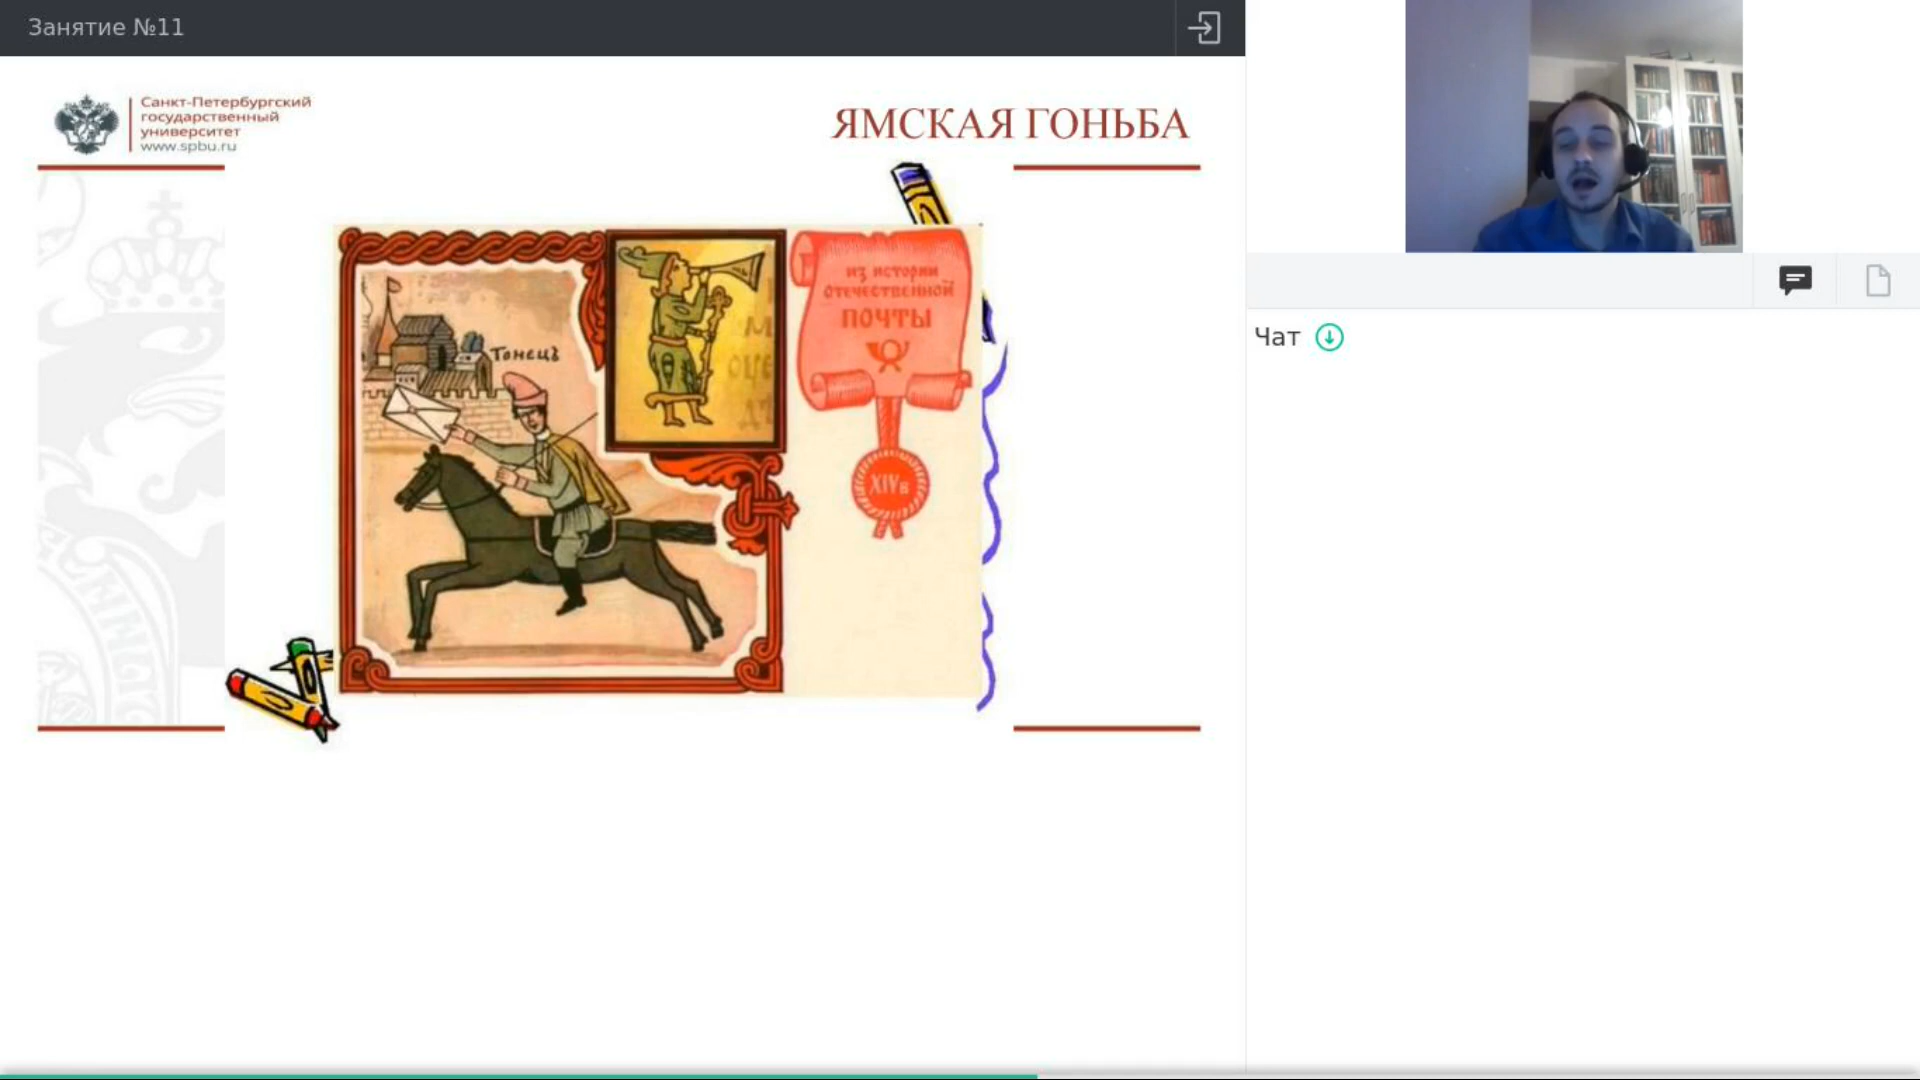 Занятие №11
Санкт-Петербургский
государственный
университет
www.spbu.ru
ЯМСКАЯ ГОНЬБА
Гонецъ
из истории
отечественной
ПОЧТЫ
XIVв
Чат